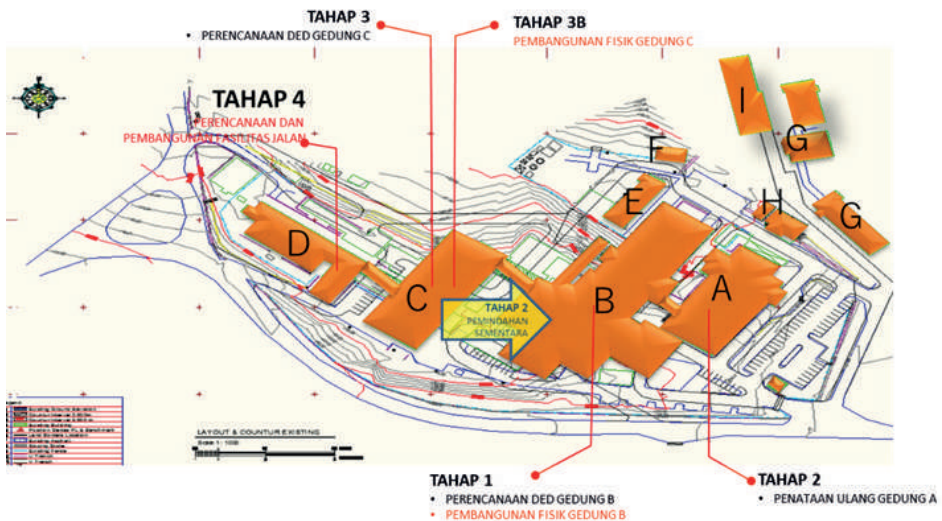 TAHAP 3
• PERENCANAAN DED GEDUNG C
TAHAP 3B
PEMBANGUNAN FISIK GEDUNG C
TAHAP 4
PERENCANAAN DAN
PEMBANGUNAN FASILITAS JALAN
I
G
F
E
H
G
D
C
B
A
TAHAP 2
PEMINDAHAN
SEMENTARA
LAYOUT & COUNTUR EXISTING
TAHAP 1
• PERENCANAAN DED GEDUNG B
• PEMBANGUNAN FISIK GEDUNG B
TAHAP 2
• PENATAAN ULANG GEDUNG A